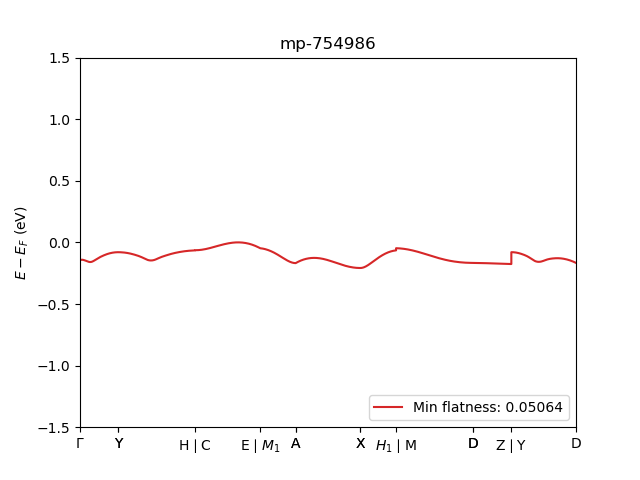 mp-754986
1.5
1.0
0.5
0.0
−0.5
−1.0
−1.5
E − E_F (eV)
Min flatness: 0.05064
Γ Y H | C E | M₁ A X H₁ | M D Z | Y D